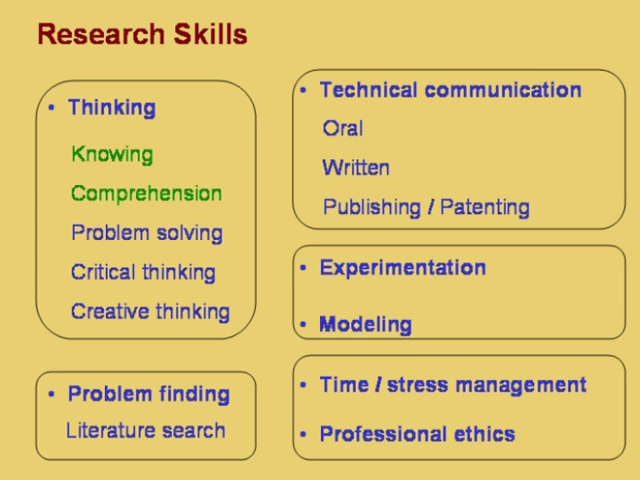 Research Skills
• Thinking
Knowing
Comprehension
Problem solving
Critical thinking
Creative thinking
• Problem finding
Literature search
• Technical communication
Oral
Written
Publishing / Patenting
• Experimentation
• Modeling
• Time / stress management
• Professional ethics